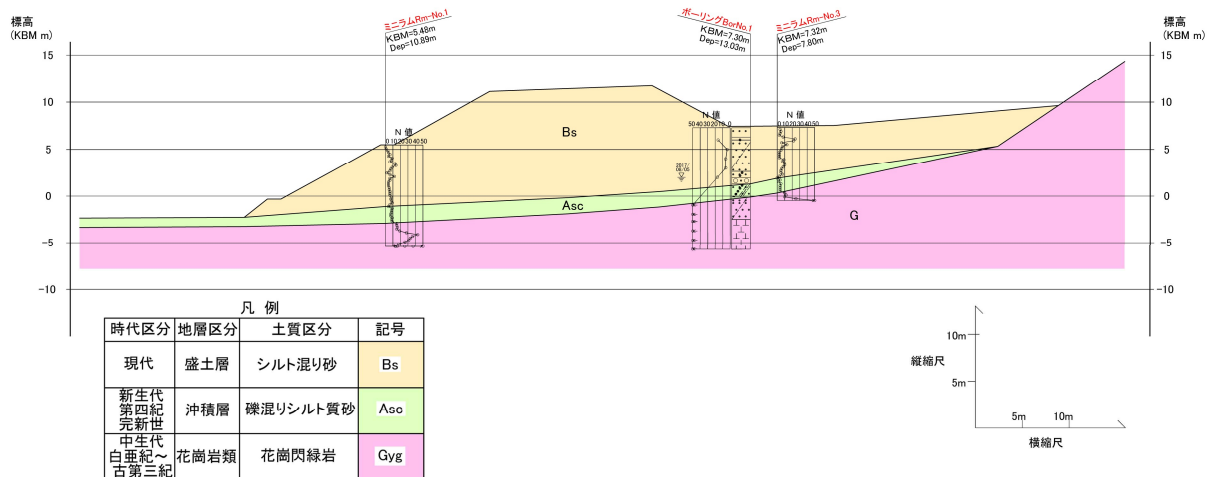 標高
(KBM m)
ミニラムRm-No.1
KBM=5.48m
Dep=10.89m
ボーリングBorNo.1
KBM=7.30m
Dep=13.03m
ミニラムRm-No.3
KBM=7.32m
Dep=7.80m
標高
(KBM m)
15
10
5
0
-5
-10
15
10
5
0
-5
-10
N 値
0 10 20 30 40 50
N 値
50 40 30 20 10 0
N 値
0 10 20 30 40 50
2017/
08/05
Bs
Asc
G
凡 例
時代区分 地層区分 土質区分 記号
現代 盛土層 シルト混り砂 Bs
新生代
第四紀
完新世
沖積層 礫混りシルト質砂 Asc
中生代
白亜紀～
古第三紀
花崗岩類 花崗閃緑岩 Gyg
10m
縦縮尺
5m
5m 10m
横縮尺